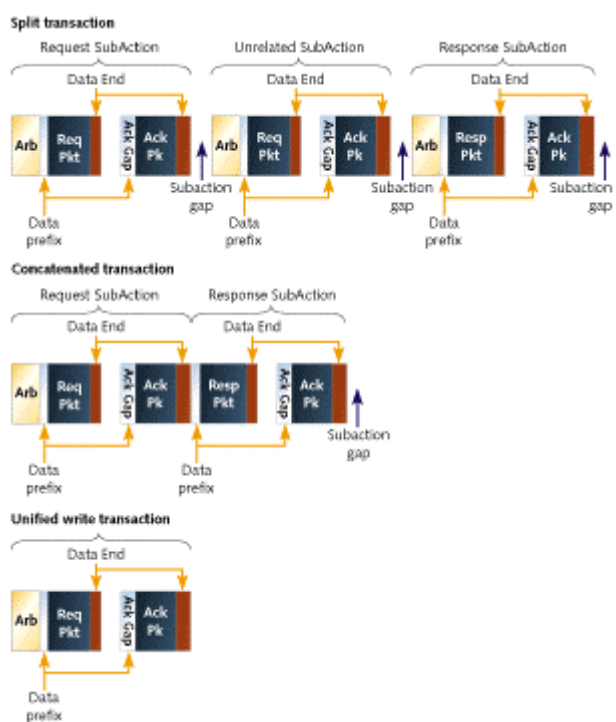 Split transaction
Request SubAction Unrelated SubAction Response SubAction
Data End Data End Data End
Arb Req Pkt Ack Gap Ack Pk Arb Req Pkt Ack Gap Ack Pk Arb Resp Pkt Ack Gap Ack Pk
Subaction gap Subaction gap Subaction gap
Data prefix Data prefix Data prefix
Concatenated transaction
Request SubAction Response SubAction
Data End Data End
Arb Req Pkt Ack Gap Ack Pk Resp Pkt Ack Gap Ack Pk
Subaction gap
Data prefix Data prefix
Unified write transaction
Data End
Arb Req Pkt Ack Gap Ack Pk
Data prefix